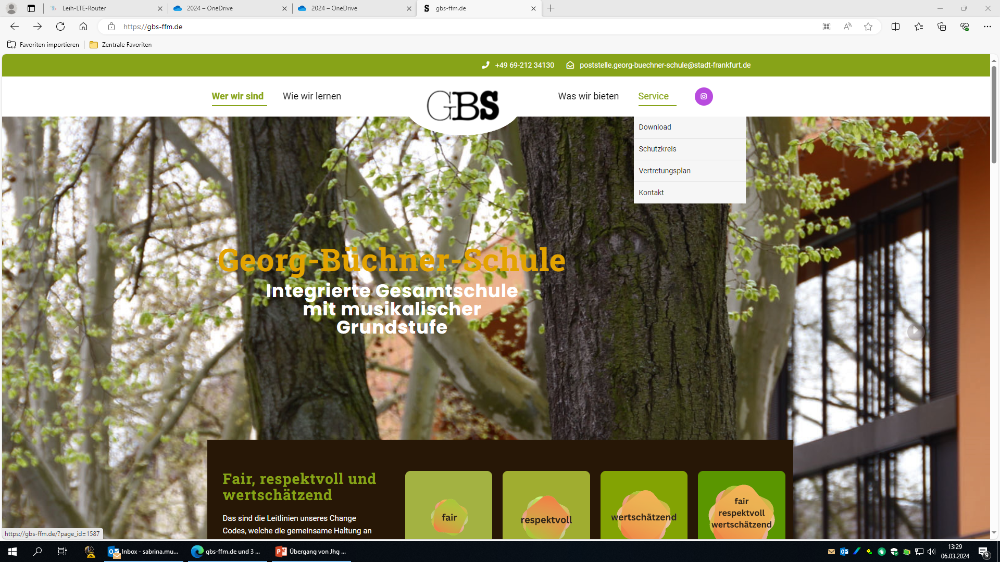 Leih-LTE-Router
2024 – OneDrive
2024 – OneDrive
gbs-ffm.de
https://gbs-ffm.de
Favoriten importieren
Zentrale Favoriten
+49 69-212 34130
poststelle.georg-buechner-schule@stadt-frankfurt.de
Wer wir sind
Wie wir lernen
GBS
Was wir bieten
Service
Download
Schutzkreis
Vertretungsplan
Kontakt
Georg-Büchner-Schule
Integrierte Gesamtschule
mit musikalischer
Grundstufe
Fair, respektvoll und
wertschätzend
Das sind die Leitlinien unseres Change
Codes, welche die gemeinsame Haltung an
fair
respektvoll
wertschätzend
fair
respektvoll
wertschätzend
https://gbs-ffm.de/?page_id=1587
Inbox - sabrina.mu...
gbs-ffm.de und 3 ...
Übergang von Jhg ...
13:29
06.03.2024
9